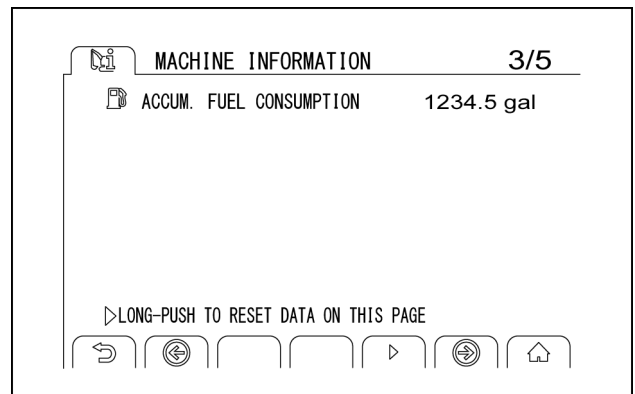 MACHINE INFORMATION 3/5
ACCUM. FUEL CONSUMPTION 1234.5 gal
▷LONG-PUSH TO RESET DATA ON THIS PAGE